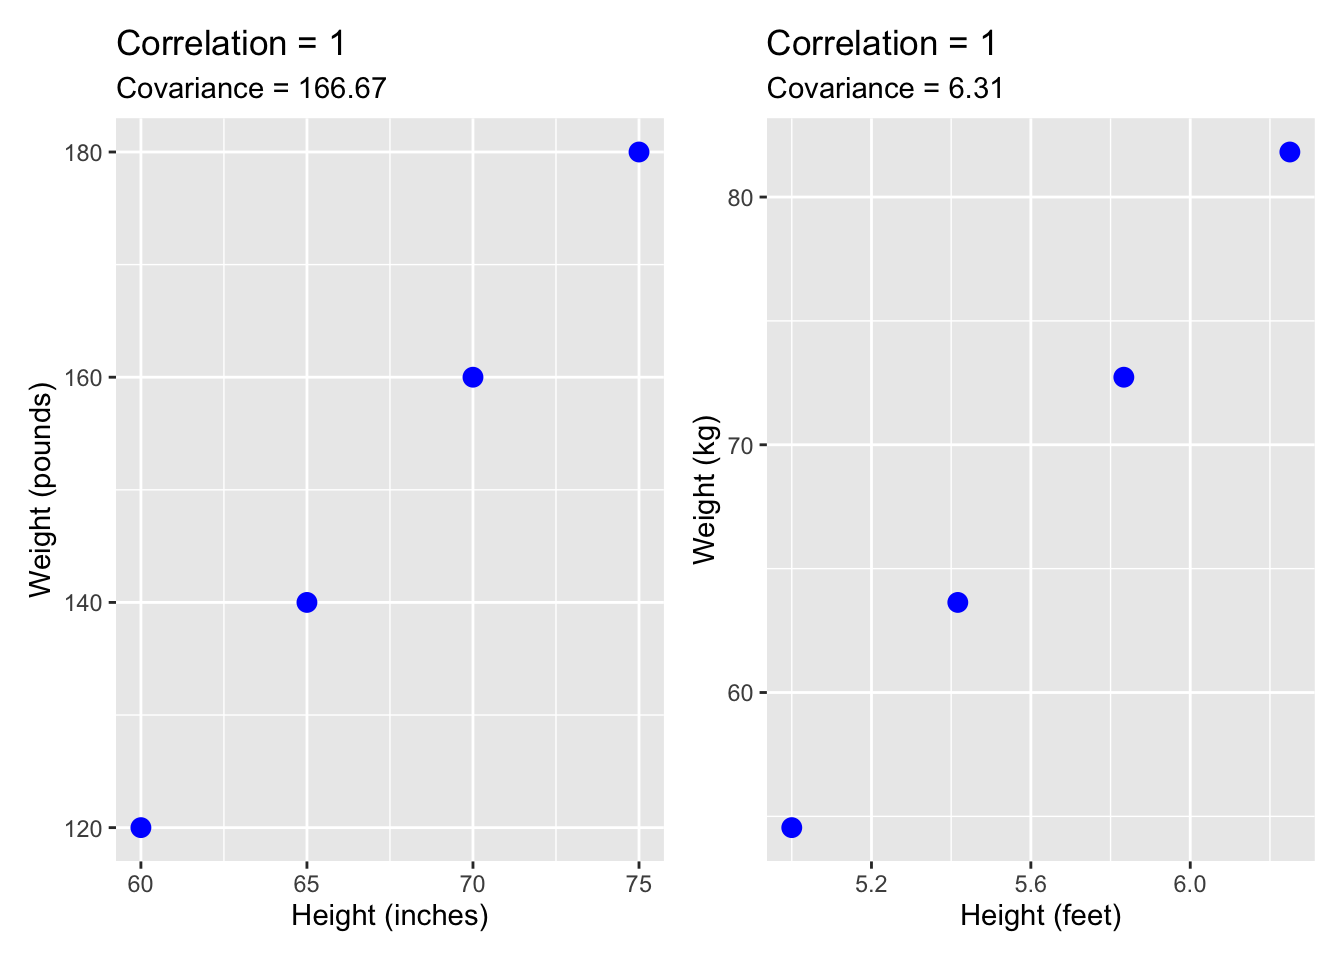 Correlation = 1
Covariance = 166.67
180
160
140
120
Weight (pounds)
60 65 70 75
Height (inches)
Correlation = 1
Covariance = 6.31
80
70
60
Weight (kg)
5.2 5.6 6.0
Height (feet)